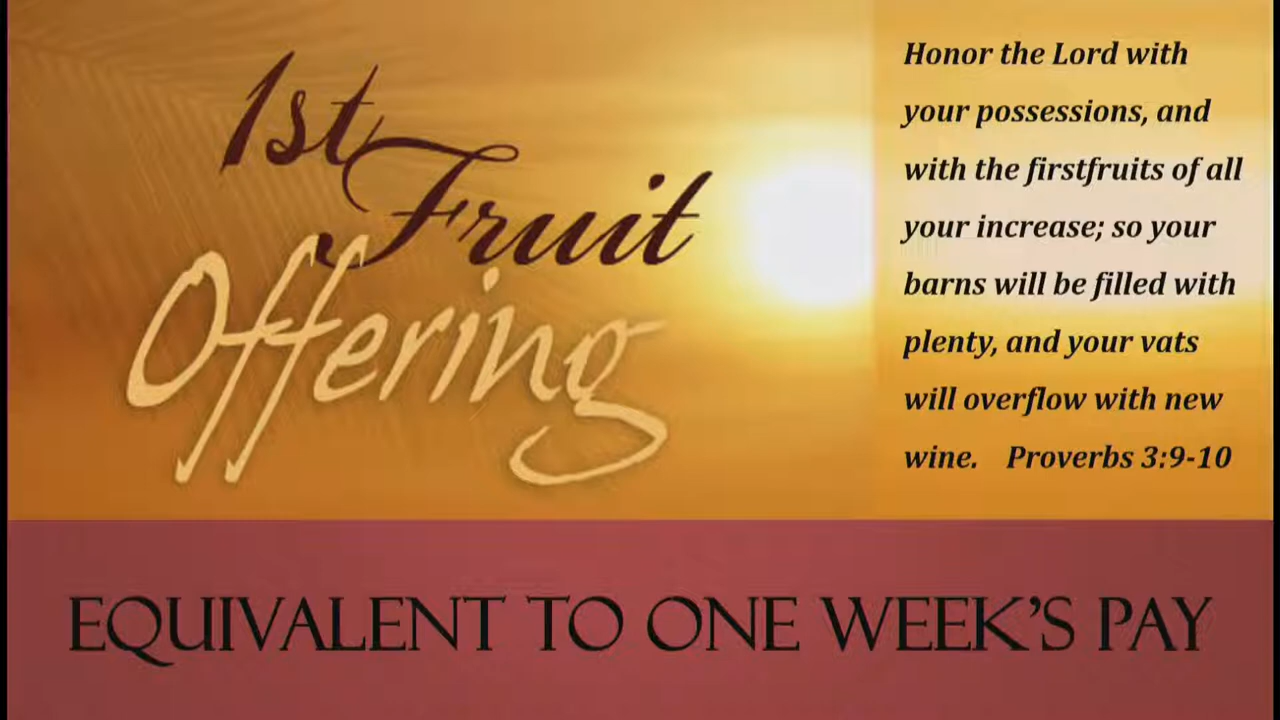 1st
Fruit
Offering
Honor the Lord with
your possessions, and
with the firstfruits of all
your increase; so your
barns will be filled with
plenty, and your vats
will overflow with new
wine. Proverbs 3:9-10
EQUIVALENT TO ONE WEEK'S PAY